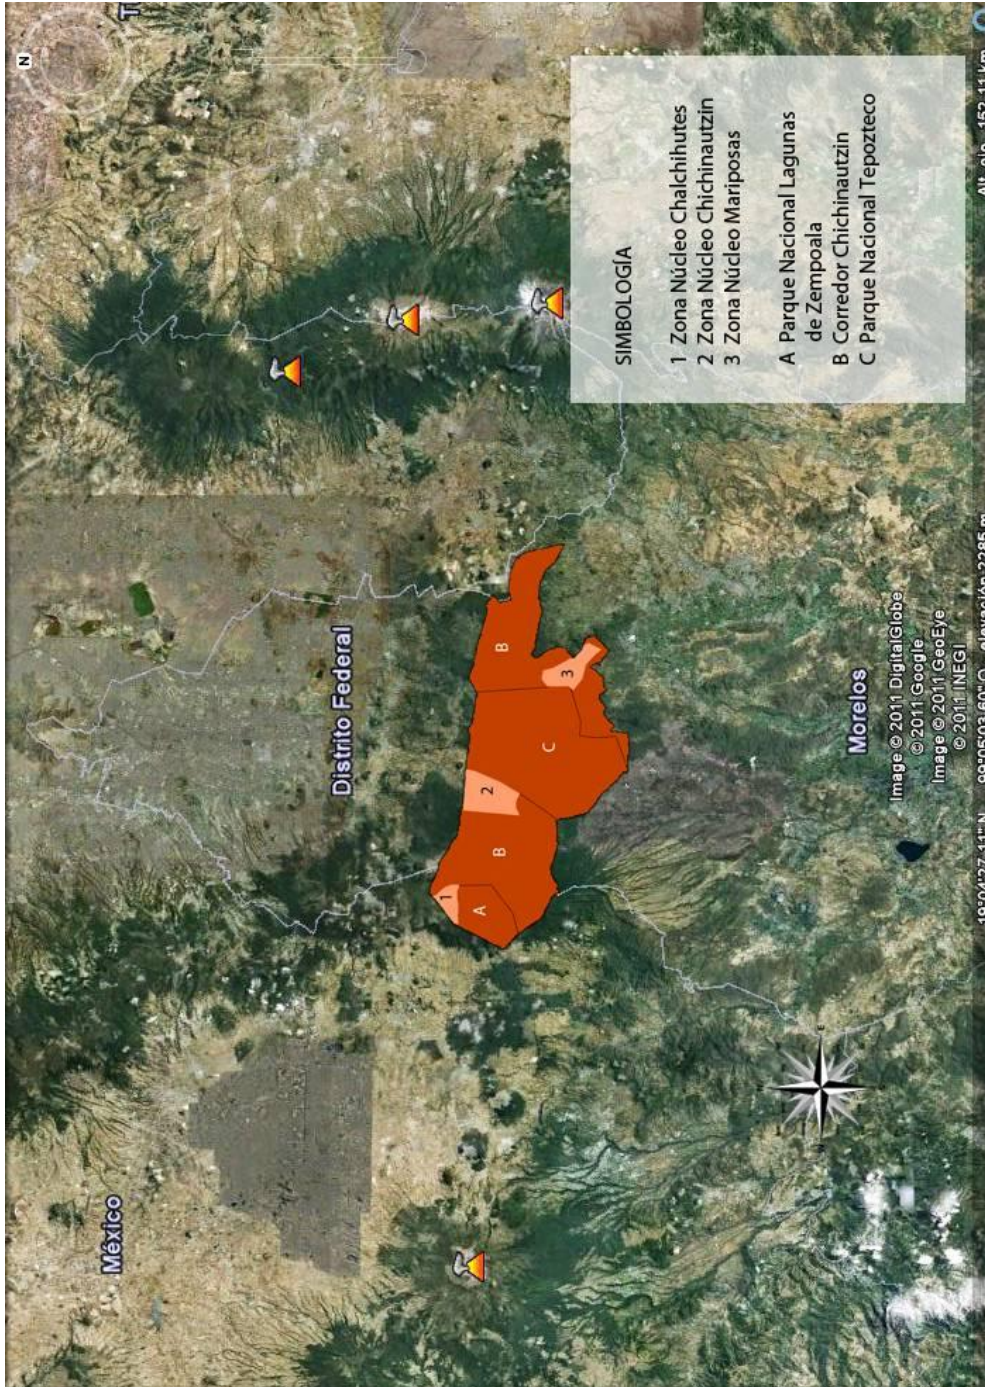 N
México
Distrito Federal
Morelos
SIMBOLOGÍA
1 Zona Núcleo Chalchihutes
2 Zona Núcleo Chichinautzin
3 Zona Núcleo Mariposas
A Parque Nacional Lagunas
de Zempoala
B Corredor Chichinautzin
C Parque Nacional Tepozteco
1
A
B
2
C
B
3
Image © 2011 DigitalGlobe
© 2011 Google
Image © 2011 GeoEye
© 2011 INEGI